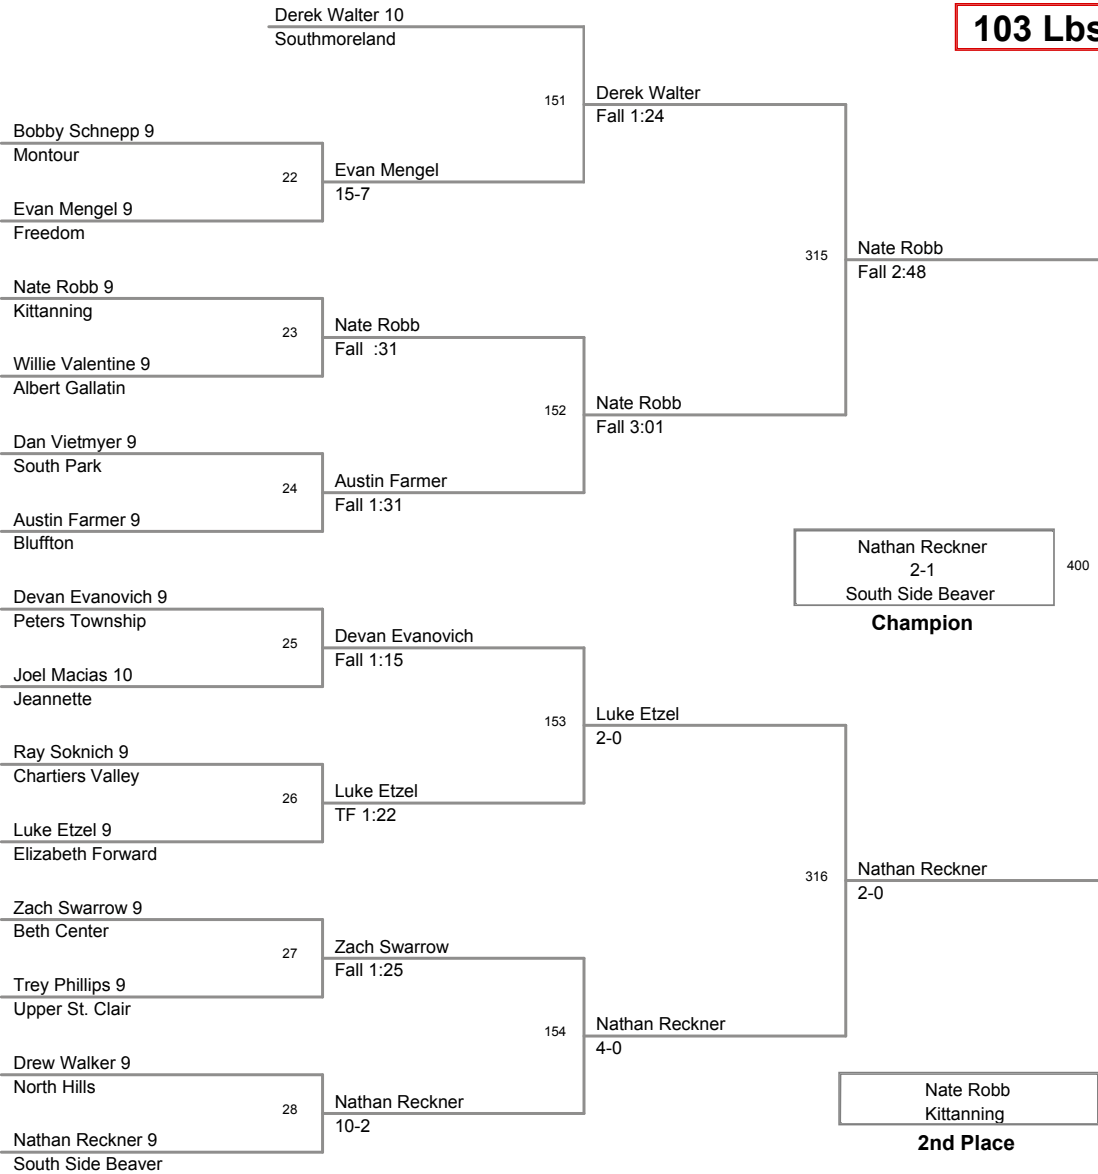 Derek Walter 10
Southmoreland
103 Lbs
151
Derek Walter
Fall 1:24
Bobby Schnepp 9
Montour
22
Evan Mengel
15-7
Evan Mengel 9
Freedom
315
Nate Robb
Fall 2:48
Nate Robb 9
Kittanning
23
Nate Robb
Fall :31
Willie Valentine 9
Albert Gallatin
152
Nate Robb
Fall 3:01
Dan Vietmyer 9
South Park
24
Austin Farmer
Fall 1:31
Austin Farmer 9
Bluffton
Nathan Reckner
2-1
South Side Beaver
400
Champion
Devan Evanovich 9
Peters Township
25
Devan Evanovich
Fall 1:15
Joel Macias 10
Jeannette
153
Luke Etzel
2-0
Ray Soknich 9
Chartiers Valley
26
Luke Etzel
TF 1:22
Luke Etzel 9
Elizabeth Forward
316
Nathan Reckner
2-0
Zach Swarrow 9
Beth Center
27
Zach Swarrow
Fall 1:25
Trey Phillips 9
Upper St. Clair
154
Nathan Reckner
4-0
Drew Walker 9
North Hills
28
Nathan Reckner
10-2
Nathan Reckner 9
South Side Beaver
Nate Robb
Kittanning
2nd Place